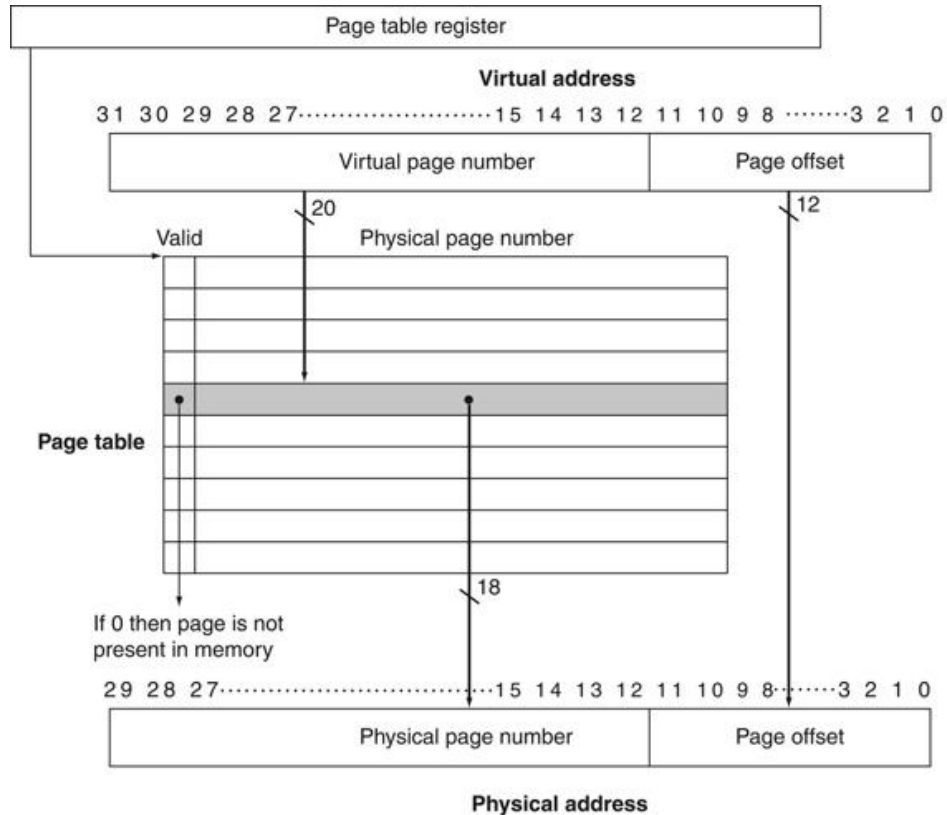 Page table register
Virtual address
31 30 29 28 27·································15 14 13 12 11 10 9 8 ········3 2 1 0
Virtual page number Page offset
20 12
Valid Physical page number
Page table
18
If 0 then page is not
present in memory
29 28 27·············································15 14 13 12 11 10 9 8········3 2 1 0
Physical page number Page offset
Physical address